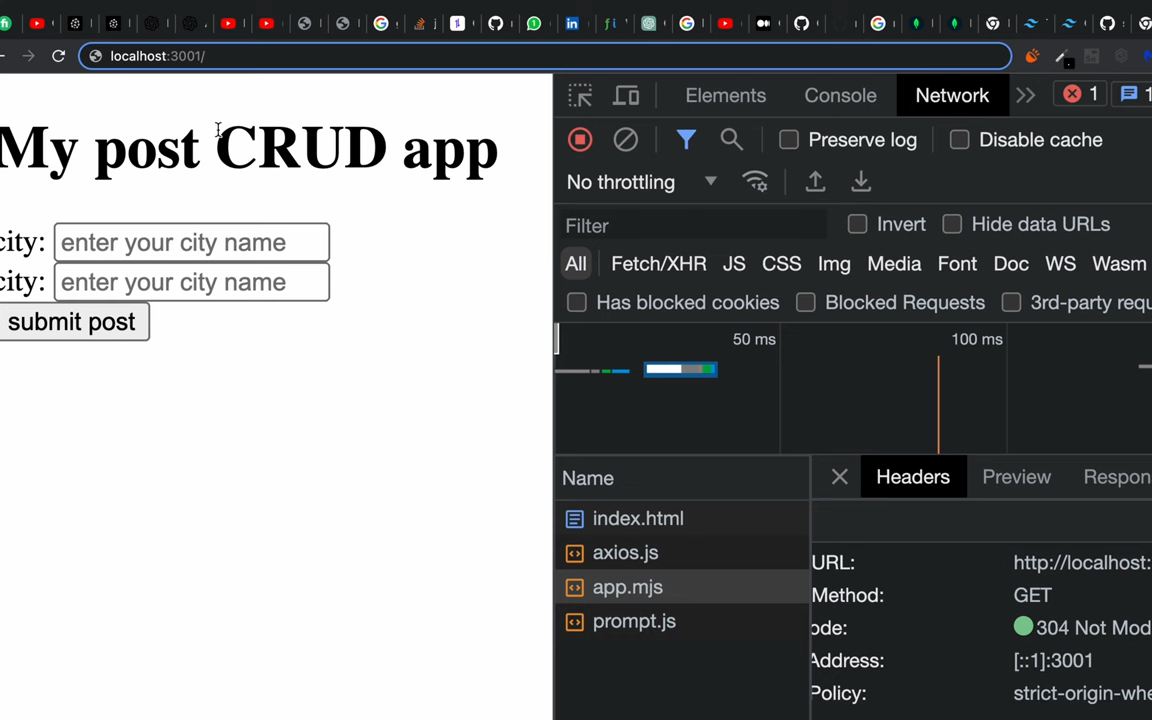 localhost:3001/
My post CRUD app
city: enter your city name
city: enter your city name
submit post
Elements Console Network 1 1
Preserve log Disable cache
No throttling
Filter Invert Hide data URLs
All Fetch/XHR JS CSS Img Media Font Doc WS Wasm
Has blocked cookies Blocked Requests 3rd-party requ
50 ms 100 ms
Name Headers Preview Respon
index.html
axios.js
app.mjs
prompt.js
URL: http://localhost:
Method: GET
ode: 304 Not Mod
Address: [::1]:3001
Policy: strict-origin-whe